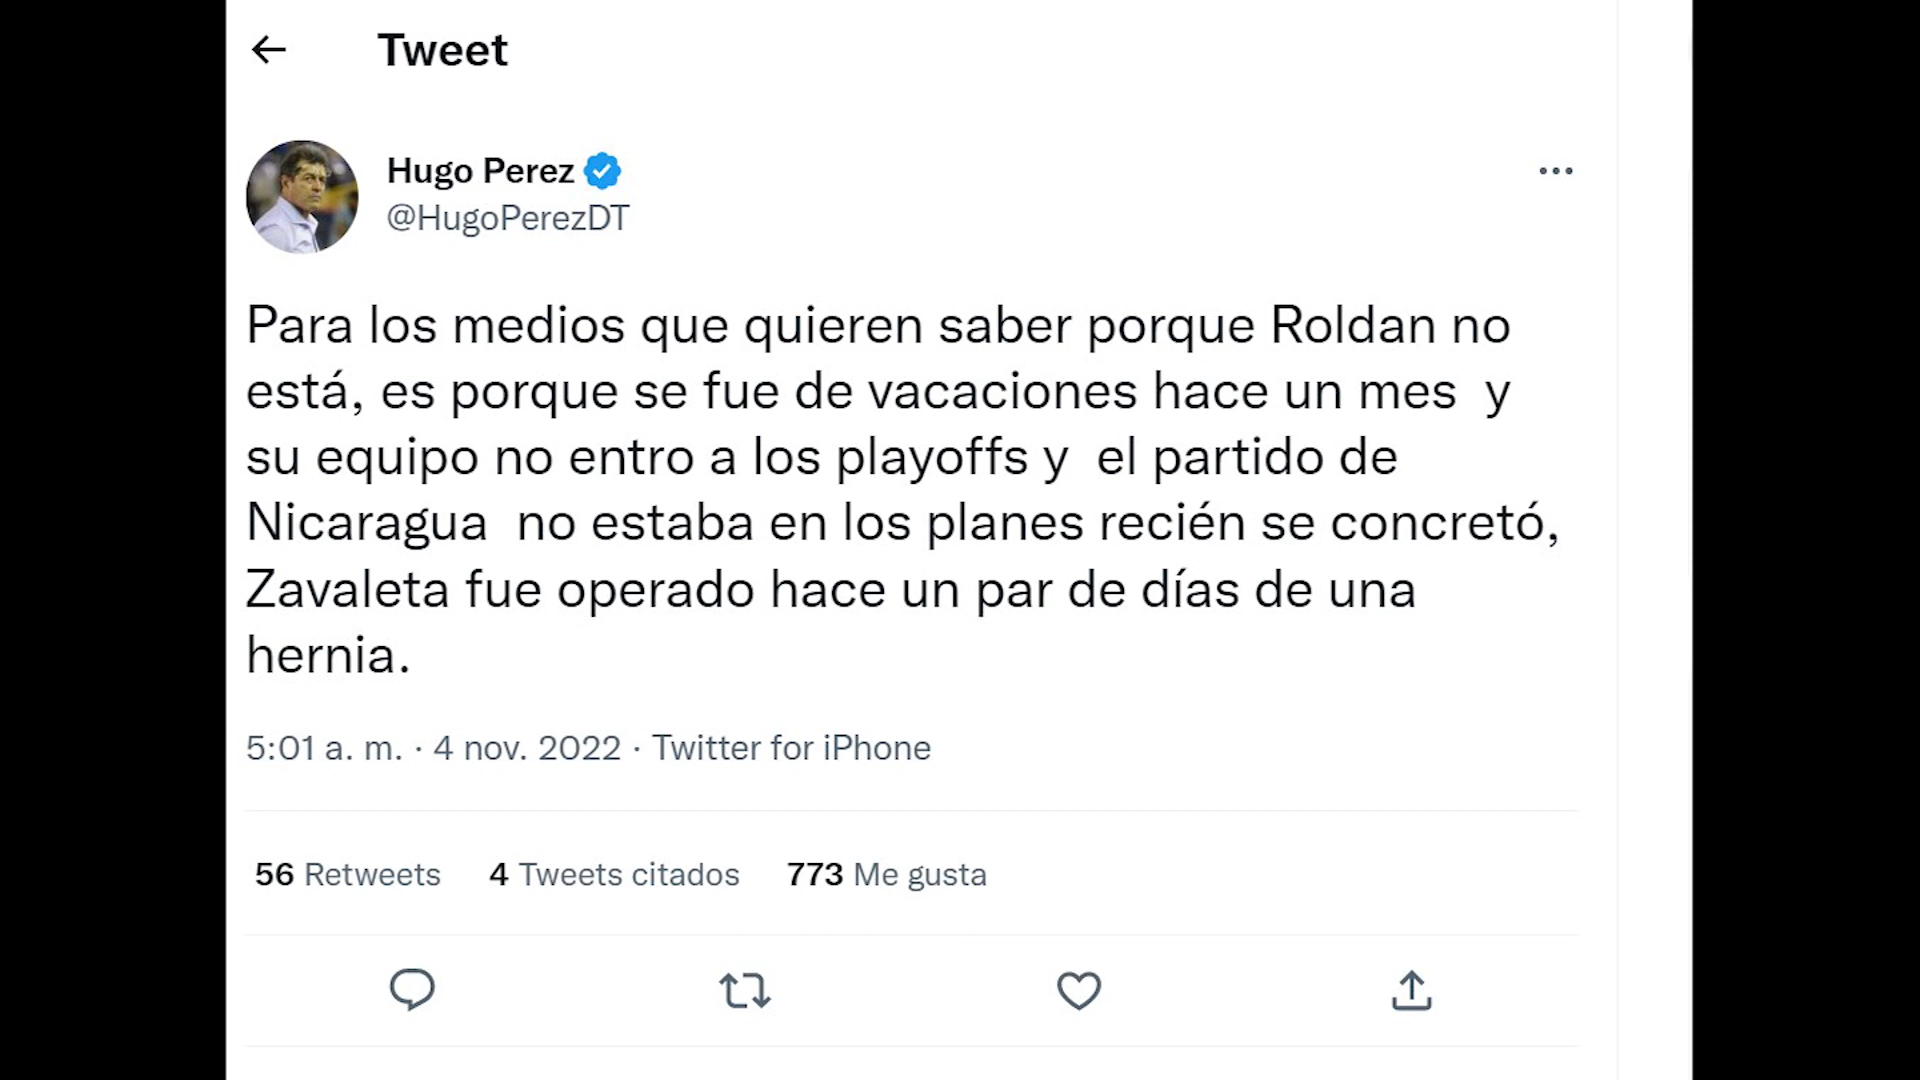 Tweet
Hugo Perez
@HugoPerezDT
Para los medios que quieren saber porque Roldan no
está, es porque se fue de vacaciones hace un mes  y
su equipo no entro a los playoffs y  el partido de
Nicaragua  no estaba en los planes recién se concretó,
Zavaleta fue operado hace un par de días de una
hernia.
5:01 a. m. · 4 nov. 2022 · Twitter for iPhone
56 Retweets 4 Tweets citados 773 Me gusta